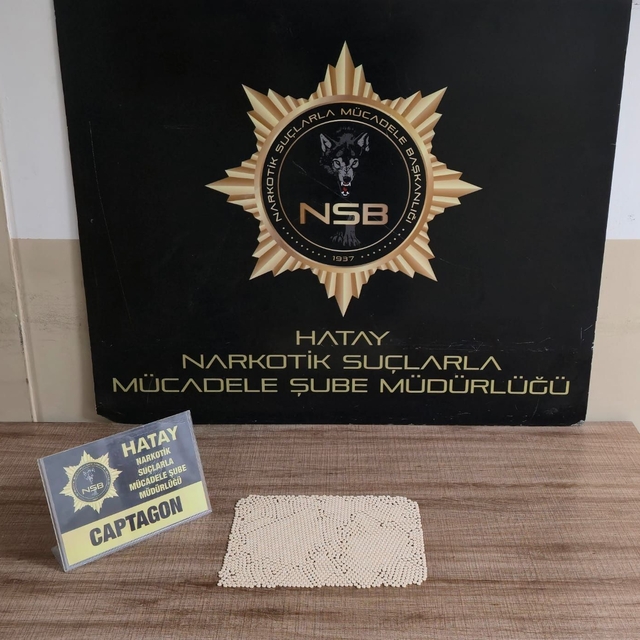 NARKOTİK SUÇLARLA MÜCADELE BAŞKANLIĞI
NSB
1937
HATAY
NARKOTİK SUÇLARLA
MÜCADELE ŞUBE MÜDÜRLÜĞÜ
HATAY
NARKOTİK
SUÇLARLA
MÜCADELE ŞUBE
MÜDÜRLÜĞÜ
NSB
CAPTAGON